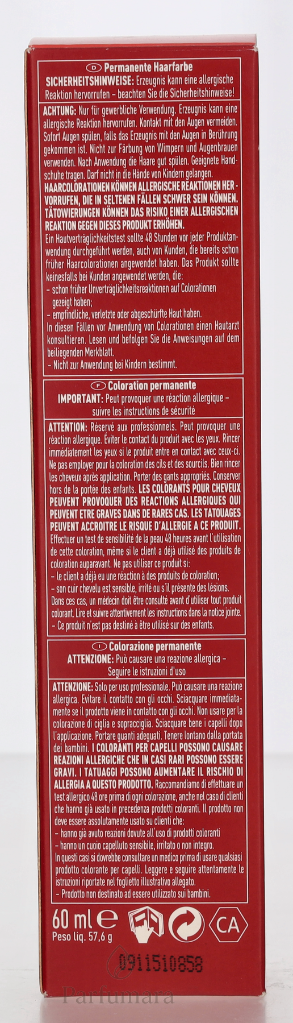 D Permanente Haarfarbe
SICHERHEITSHINWEISE: Erzeugnis kann eine allergische
Reaktion hervorrufen – beachten Sie die Sicherheitshinweise!
ACHTUNG: Nur für gewerbliche Verwendung. Erzeugnis kann eine
allergische Reaktion hervorrufen. Kontakt mit den Augen vermeiden.
Sofort Augen spülen, falls das Erzeugnis mit den Augen in Berührung
gekommen ist. Nicht zur Färbung von Wimpern und Augenbrauen
verwenden. Nach Anwendung die Haare gut spülen. Geeignete Hand-
schuhe tragen. Darf nicht in die Hände von Kindern gelangen.
HAARCOLORATIONEN KÖNNEN ALLERGISCHE REAKTIONEN HER-
VORRUFEN, DIE IN SELTENEN FÄLLEN SCHWER SEIN KÖNNEN.
TÄTOWIERUNGEN KÖNNEN DAS RISIKO EINER ALLERGISCHEN
REAKTION GEGEN DIESES PRODUKT ERHÖHEN.
Ein Hautverträglichkeitstest sollte 48 Stunden vor jeder Produktan-
wendung durchgeführt werden, auch von Kunden, die bereits schon
früher Haarcolorationen angewendet haben. Das Produkt sollte
keinesfalls bei Kunden angewendet werden, die:
– schon früher Unverträglichkeitsreaktionen auf Colorationen
gezeigt haben;
– empfindliche, verletzte oder abgeschürfte Haut haben.
In diesen Fällen vor Anwendung von Colorationen einen Hautarzt
konsultieren. Lesen und befolgen Sie die Anweisungen auf dem
beiliegenden Merkblatt.
– Nicht zur Anwendung bei Kindern bestimmt.
F Coloration permanente
IMPORTANT: Peut provoquer une réaction allergique –
suivre les instructions de sécurité
ATTENTION: Réservé aux professionnels. Peut provoquer une
réaction allergique. Éviter le contact du produit avec les yeux. Rincer
immédiatement les yeux si le produit entre en contact avec ceux-ci.
Ne pas employer pour la coloration des cils et des sourcils. Bien rincer
les cheveux après application. Porter des gants appropriés. Conserver
hors de la portée des enfants. LES COLORANTS POUR CHEVEUX
PEUVENT PROVOQUER DES REACTIONS ALLERGIQUES QUI
PEUVENT ETRE GRAVES DANS DE RARES CAS. LES TATOUAGES
PEUVENT ACCROITRE LE RISQUE D'ALLERGIE A CE PRODUIT.
Effectuer un test de sensibilité de la peau 48 heures avant l'utilisation
de cette coloration, même si le client a déjà utilisé des produits de
coloration auparavant. Ne pas utiliser ce produit si:
– le client a déjà eu une réaction à des produits de coloration;
– son cuir chevelu est sensible, irrité ou s'il présente des lésions.
Dans ces cas, un médecin doit être consulté avant d'utiliser tout produit
colorant. Lire et suivre attentivement les instructions dans la notice jointe.
– Ce produit n'est pas destiné à être utilisé sur des enfants.
I Colorazione permanente
ATTENZIONE: Può causare una reazione allergica –
Seguire le istruzioni d'uso
ATTENZIONE: Solo per uso professionale. Può causare una reazione
allergica. Evitare il contatto con gli occhi. Sciacquare immediata-
mente se il prodotto viene in contatto con gli occhi. Non usare per la
colorazione di ciglia e sopracciglia. Sciacquare bene i capelli dopo
l'applicazione. Portare guanti adeguati. Tenere lontano dalla portata
dei bambini. I COLORANTI PER CAPELLI POSSONO CAUSARE
REAZIONI ALLERGICHE CHE IN CASI RARI POSSONO ESSERE
GRAVI. I TATUAGGI POSSONO AUMENTARE IL RISCHIO DI
ALLERGIA A QUESTO PRODOTTO. Raccomandiamo di effettuare un
test allergico 48 ore prima di ogni colorazione, anche nel caso di clienti
che hanno già usato in precedenza prodotti coloranti. Il prodotto non
deve essere assolutamente usato su clienti che:
– hanno già avuto reazioni dovute all'uso di prodotti coloranti
– hanno un cuoio capelluto sensibile, irritato o non integro.
In questi casi si dovrebbe consultare un medico prima di usare qualsiasi
prodotto colorante per capelli. Leggere e seguire attentamente le
istruzioni riportate nel foglietto illustrativo allegato.
– Prodotto non destinato ad essere utilizzato sui bambini.
60 ml e
Peso liq. 57,6 g
CA
0911510858
Parfumara